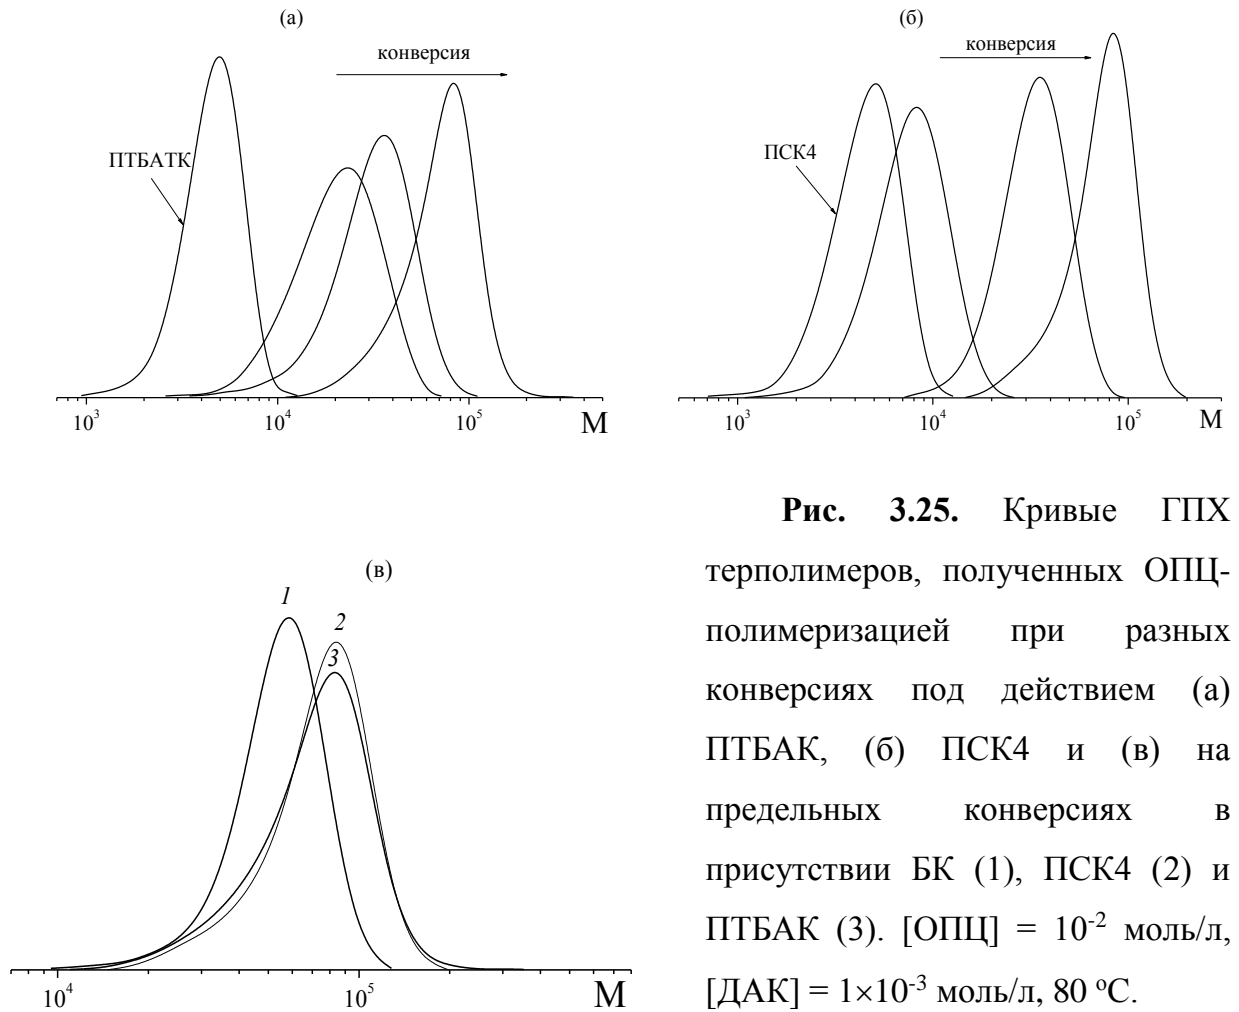 (а)
конверсия
ПТБАТК
10³ 10⁴ 10⁵ М
(б)
конверсия
ПСК4
10³ 10⁴ 10⁵ М
(в)
1
2
3
10⁴ 10⁵ М
Рис. 3.25. Кривые ГПХ
терполимеров, полученных ОПЦ-
полимеризацией при разных
конверсиях под действием (а)
ПТБАК, (б) ПСК4 и (в) на
предельных конверсиях в
присутствии БК (1), ПСК4 (2) и
ПТБАК (3). [ОПЦ] = 10⁻² моль/л,
[ДАК] = 1×10⁻³ моль/л, 80 ºС.